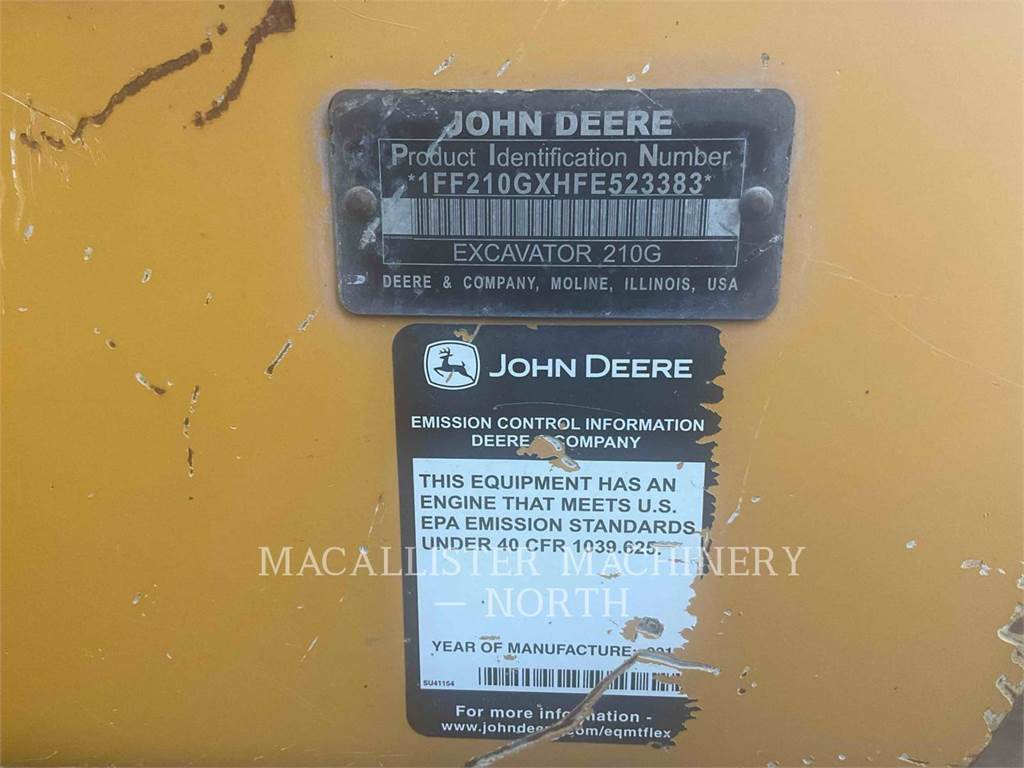 JOHN DEERE
Product Identification Number
*1FF210GXHFE523383*
EXCAVATOR 210G
DEERE & COMPANY, MOLINE, ILLINOIS, USA
JOHN DEERE
EMISSION CONTROL INFORMATION
DEERE & COMPANY
THIS EQUIPMENT HAS AN
ENGINE THAT MEETS U.S.
EPA EMISSION STANDARDS
UNDER 40 CFR 1039.625.
MACALLISTER MACHINERY
— NORTH
YEAR OF MANUFACTURE:
SU41154
For more information -
www.johndeere.com/eqmtflex